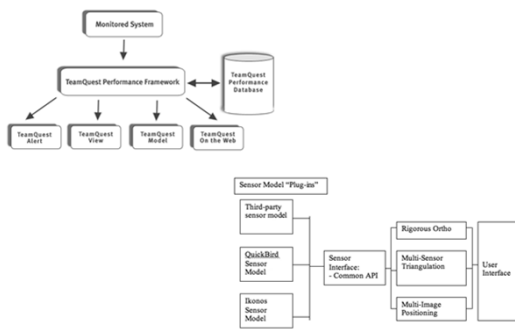 Monitored System
TeamQuest Performance Framework
TeamQuest
Performance
Database
TeamQuest
Alert
TeamQuest
View
TeamQuest
Model
TeamQuest
On the Web
Sensor Model “Plug-ins”
Third-party
sensor model
QuickBird
Sensor
Model
Ikonos
Sensor
Model
Sensor
Interface:
- Common API
Rigorous Ortho
Multi-Sensor
Triangulation
Multi-Image
Positioning
User
Interface